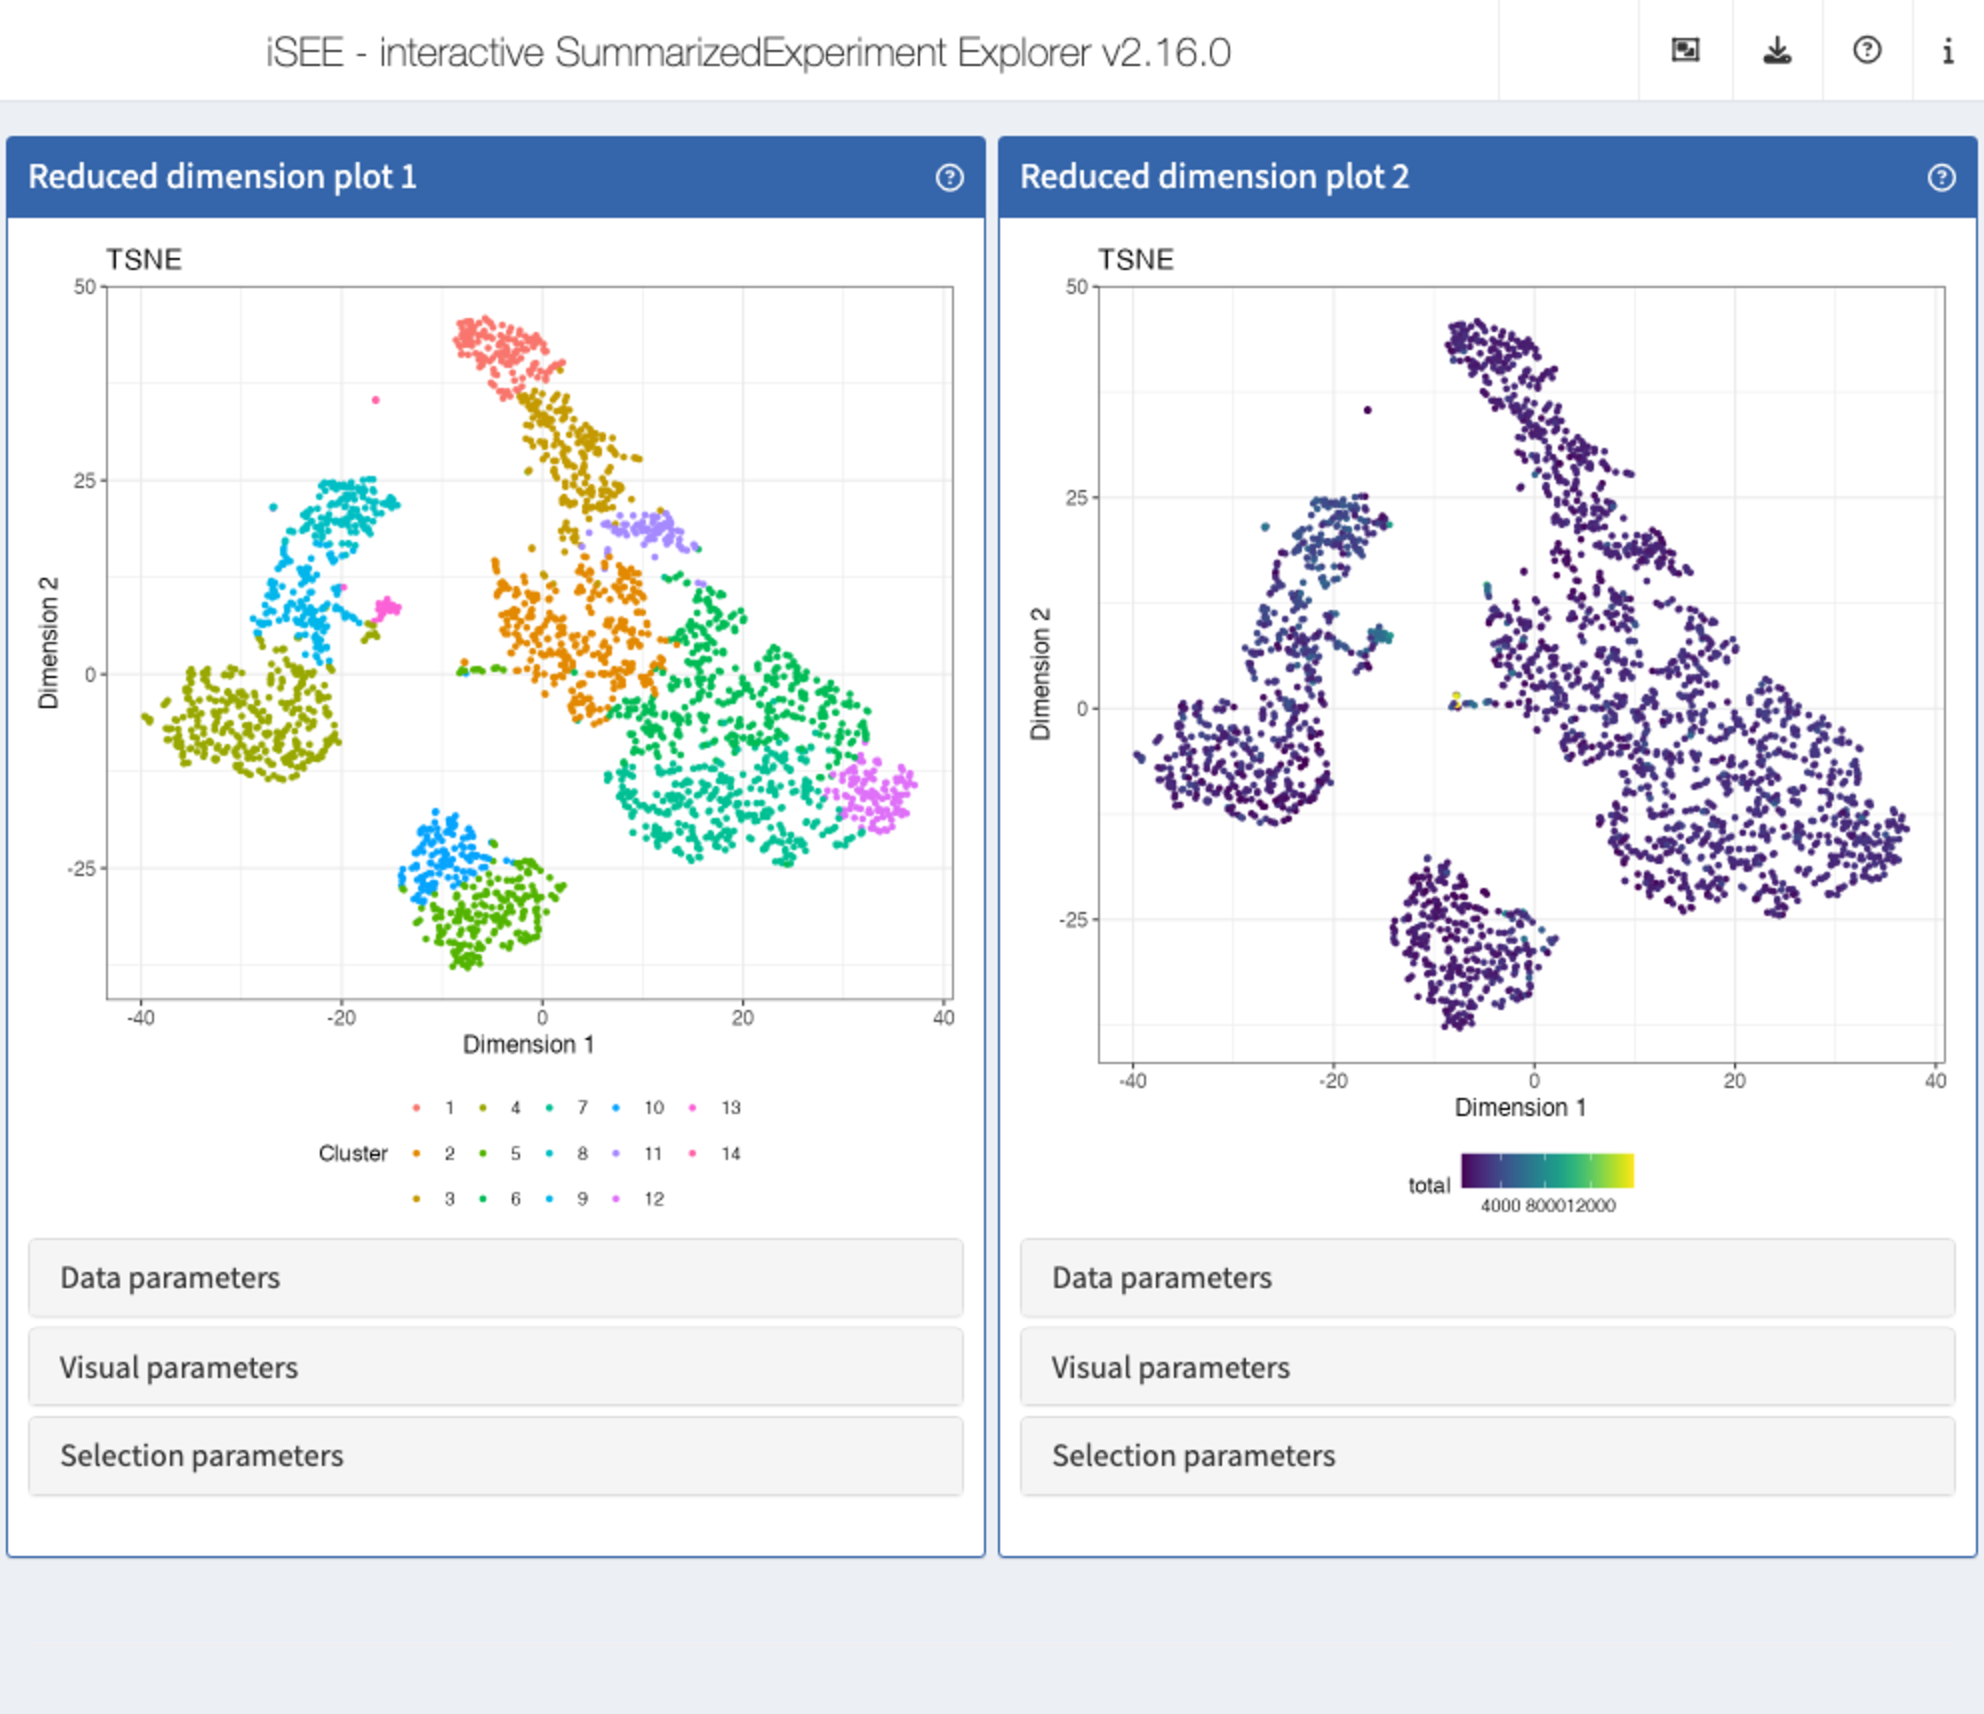 iSEE - interactive SummarizedExperiment Explorer v2.16.0
Reduced dimension plot 1
TSNE
50
25
0
-25
Dimension 2
-40 -20 0 20 40
Dimension 1
Cluster
1 4 7 10 13
2 5 8 11 14
3 6 9 12
Data parameters
Visual parameters
Selection parameters
Reduced dimension plot 2
TSNE
50
25
0
-25
Dimension 2
-40 -20 0 20 40
Dimension 1
total
4000 8000 12000
Data parameters
Visual parameters
Selection parameters